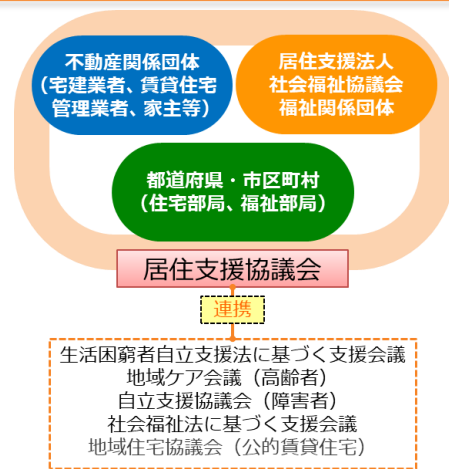 不動産関係団体
（宅建業者、賃貸住宅
管理業者、家主等）
居住支援法人
社会福祉協議会
福祉関係団体
都道府県・市区町村
（住宅部局、福祉部局）
居住支援協議会
連携
生活困窮者自立支援法に基づく支援会議
地域ケア会議（高齢者）
自立支援協議会（障害者）
社会福祉法に基づく支援会議
地域住宅協議会（公的賃貸住宅）